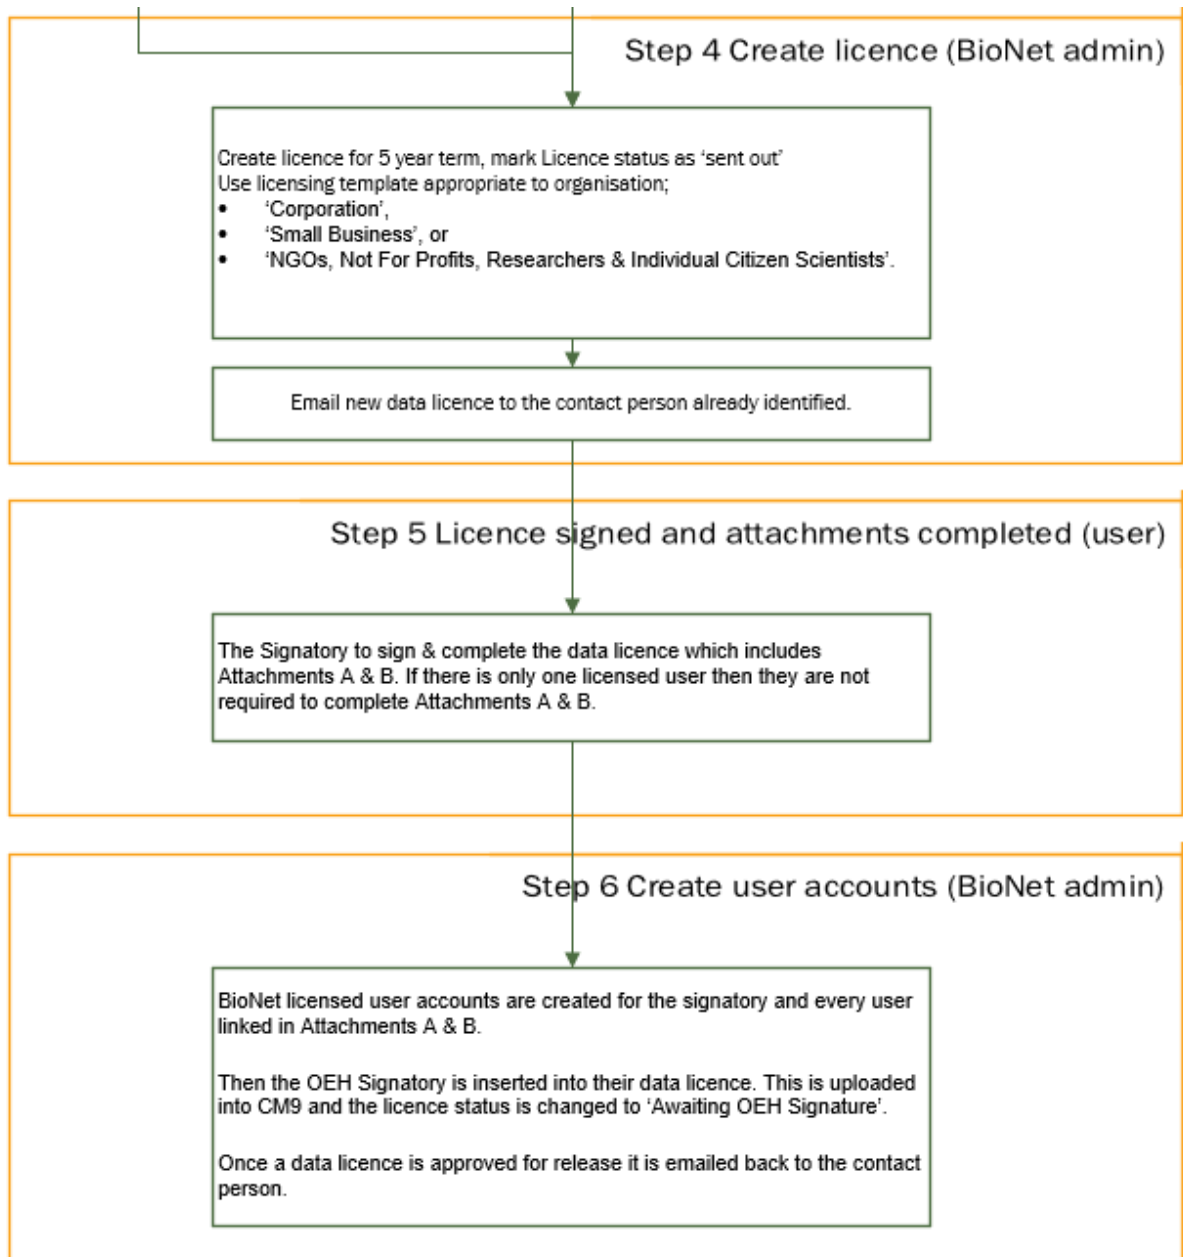 Step 4 Create licence (BioNet admin)
Create licence for 5 year term, mark Licence status as ‘sent out’
Use licensing template appropriate to organisation;
• ‘Corporation’,
• ‘Small Business’, or
• ‘NGOs, Not For Profits, Researchers & Individual Citizen Scientists’.
Email new data licence to the contact person already identified.
Step 5 Licence signed and attachments completed (user)
The Signatory to sign & complete the data licence which includes
Attachments A & B. If there is only one licensed user then they are not
required to complete Attachments A & B.
Step 6 Create user accounts (BioNet admin)
BioNet licensed user accounts are created for the signatory and every user
linked in Attachments A & B.
Then the OEH Signatory is inserted into their data licence. This is uploaded
into CM9 and the licence status is changed to ‘Awaiting OEH Signature’.
Once a data licence is approved for release it is emailed back to the contact
person.